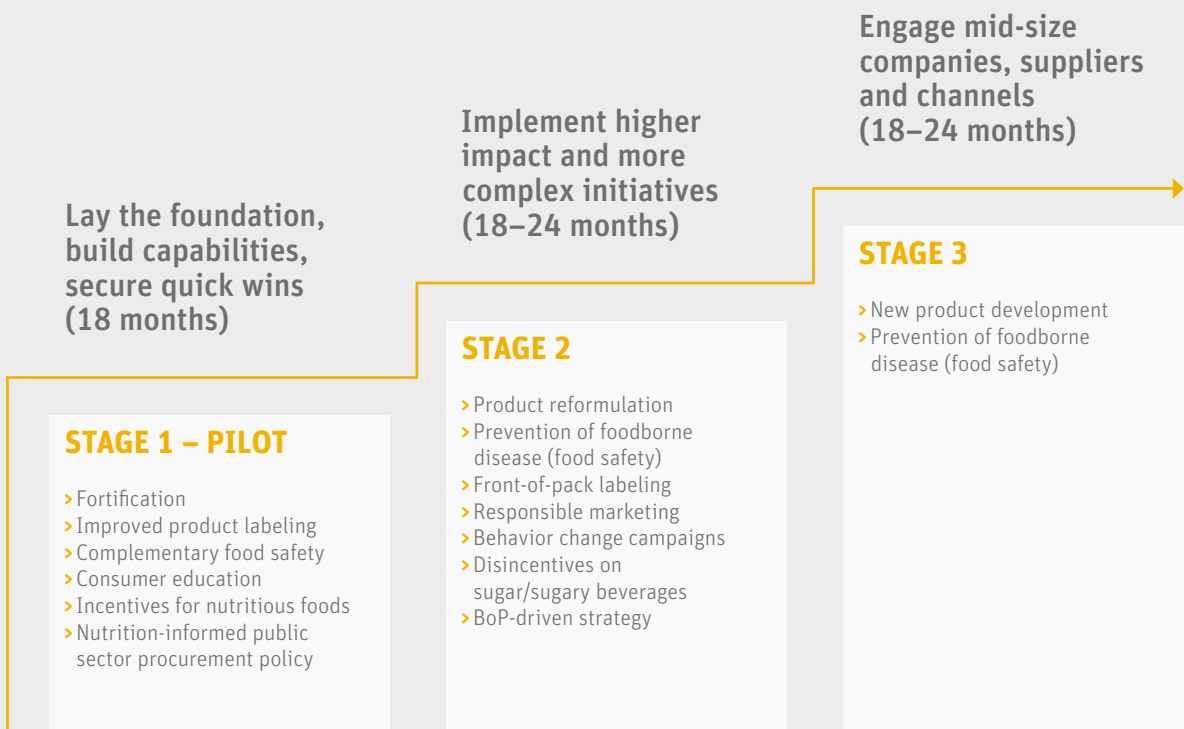 Lay the foundation,
build capabilities,
secure quick wins
(18 months)
STAGE 1 – PILOT
> Fortification
> Improved product labeling
> Complementary food safety
> Consumer education
> Incentives for nutritious foods
> Nutrition-informed public
sector procurement policy
Implement higher
impact and more
complex initiatives
(18–24 months)
STAGE 2
> Product reformulation
> Prevention of foodborne
disease (food safety)
> Front-of-pack labeling
> Responsible marketing
> Behavior change campaigns
> Disincentives on
sugar/sugary beverages
> BoP-driven strategy
Engage mid-size
companies, suppliers
and channels
(18–24 months)
STAGE 3
> New product development
> Prevention of foodborne
disease (food safety)